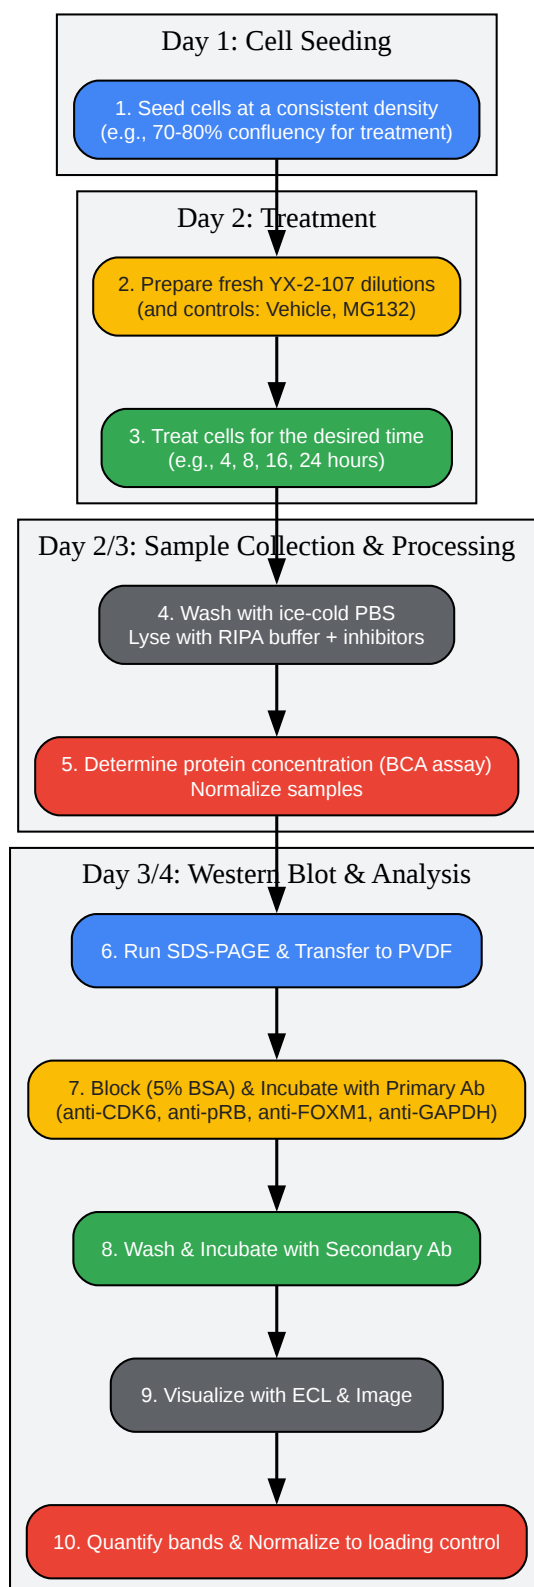 Day 1: Cell Seeding
1. Seed cells at a consistent density
(e.g., 70-80% confluency for treatment)
Day 2: Treatment
2. Prepare fresh YX-2-107 dilutions
(and controls: Vehicle, MG132)
3. Treat cells for the desired time
(e.g., 4, 8, 16, 24 hours)
Day 2/3: Sample Collection & Processing
4. Wash with ice-cold PBS
Lyse with RIPA buffer + inhibitors
5. Determine protein concentration (BCA assay)
Normalize samples
Day 3/4: Western Blot & Analysis
6. Run SDS-PAGE & Transfer to PVDF
7. Block (5% BSA) & Incubate with Primary Ab
(anti-CDK6, anti-pRB, anti-FOXM1, anti-GAPDH)
8. Wash & Incubate with Secondary Ab
9. Visualize with ECL & Image
10. Quantify bands & Normalize to loading control